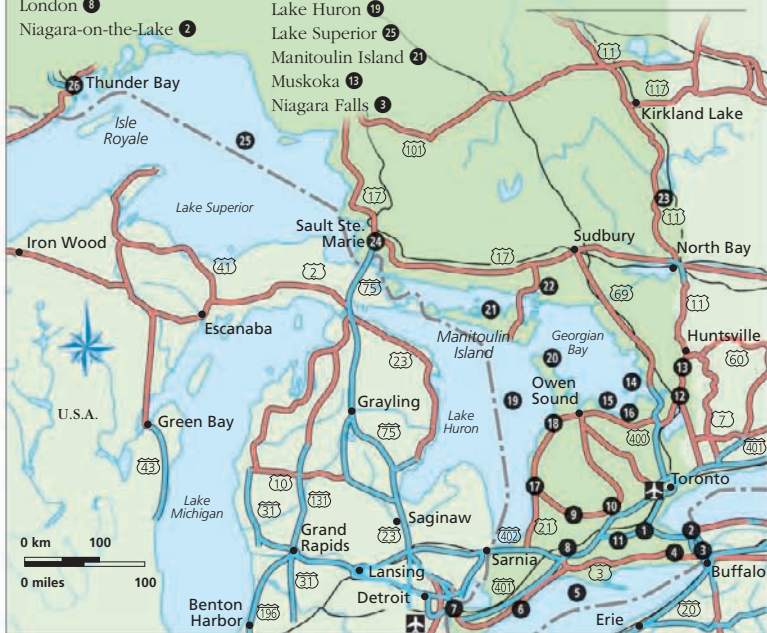 London 8
Niagara-on-the-Lake 2
Lake Huron 19
Lake Superior 25
Manitoulin Island 21
Muskoka 13
Niagara Falls 3
11
117
26 Thunder Bay
Kirkland Lake
Isle
Royale
25
101
17
23
11
Lake Superior
Sault Ste.
Marie 24
Iron Wood
Sudbury
17
North Bay
41
2
75
22
69
11
21
Escanaba
Manitoulin
Island
Georgian
Bay
Huntsville
23
60
20
13
14
Owen
Sound
19
15
16
12
U.S.A.
Grayling
Lake
Huron
18
7
Green Bay
75
400
401
43
Toronto
10
17
31
131
Lake
Michigan
9
10
21
Saginaw
23
402
11
1
2
0 km 100
Grand
Rapids
8
4
3
Sarnia
3
0 miles 100
Lansing
401
Buffalo
31
5
Detroit
7
6
Benton
Harbor
196
Erie
20